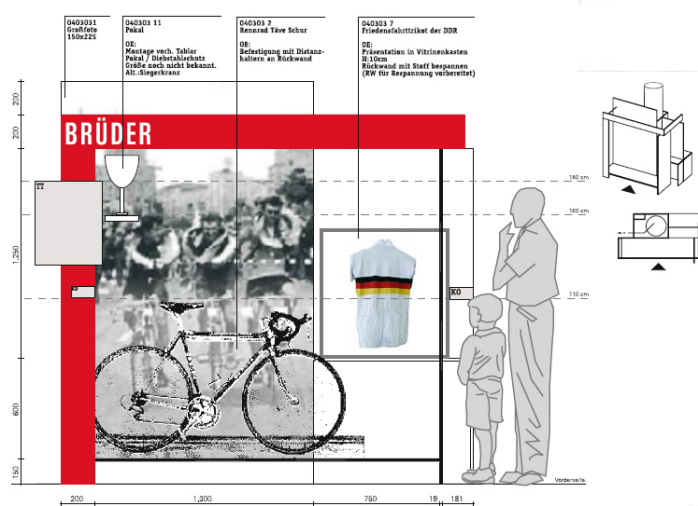 0403031
Großfoto
150x225
040303 11
Pokal
OE:
Montage vorh. Tablar
Pokal / Diebstahlschutz
Größe noch nicht bekannt.
Alt.:Siegerkranz
040303 2
Rennrad Täve Schur
OE:
Befestigung mit Distanz-
haltern an Rückwand
040303 7
Friedensfahrttrikot der DDR
OE:
Präsentation in Vitrinenkasten
H:10cm
Rückwand mit Stoff bespannen
(RW für Bespannung vorbereitet)
200
200
BRÜDER
TT
180 cm
160 cm
1,250
KO
KO
110 cm
600
150
Vorderseite
200
1,300
750
19
181